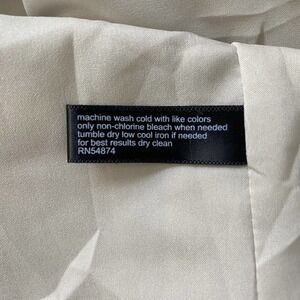 machine wash cold with like colors
only non-chlorine bleach when needed
tumble dry low cool iron if needed
for best results dry clean
RN54874